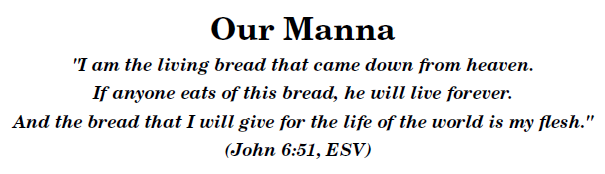 Our Manna
"I am the living bread that came down from heaven.
If anyone eats of this bread, he will live forever.
And the bread that I will give for the life of the world is my flesh."
(John 6:51, ESV)